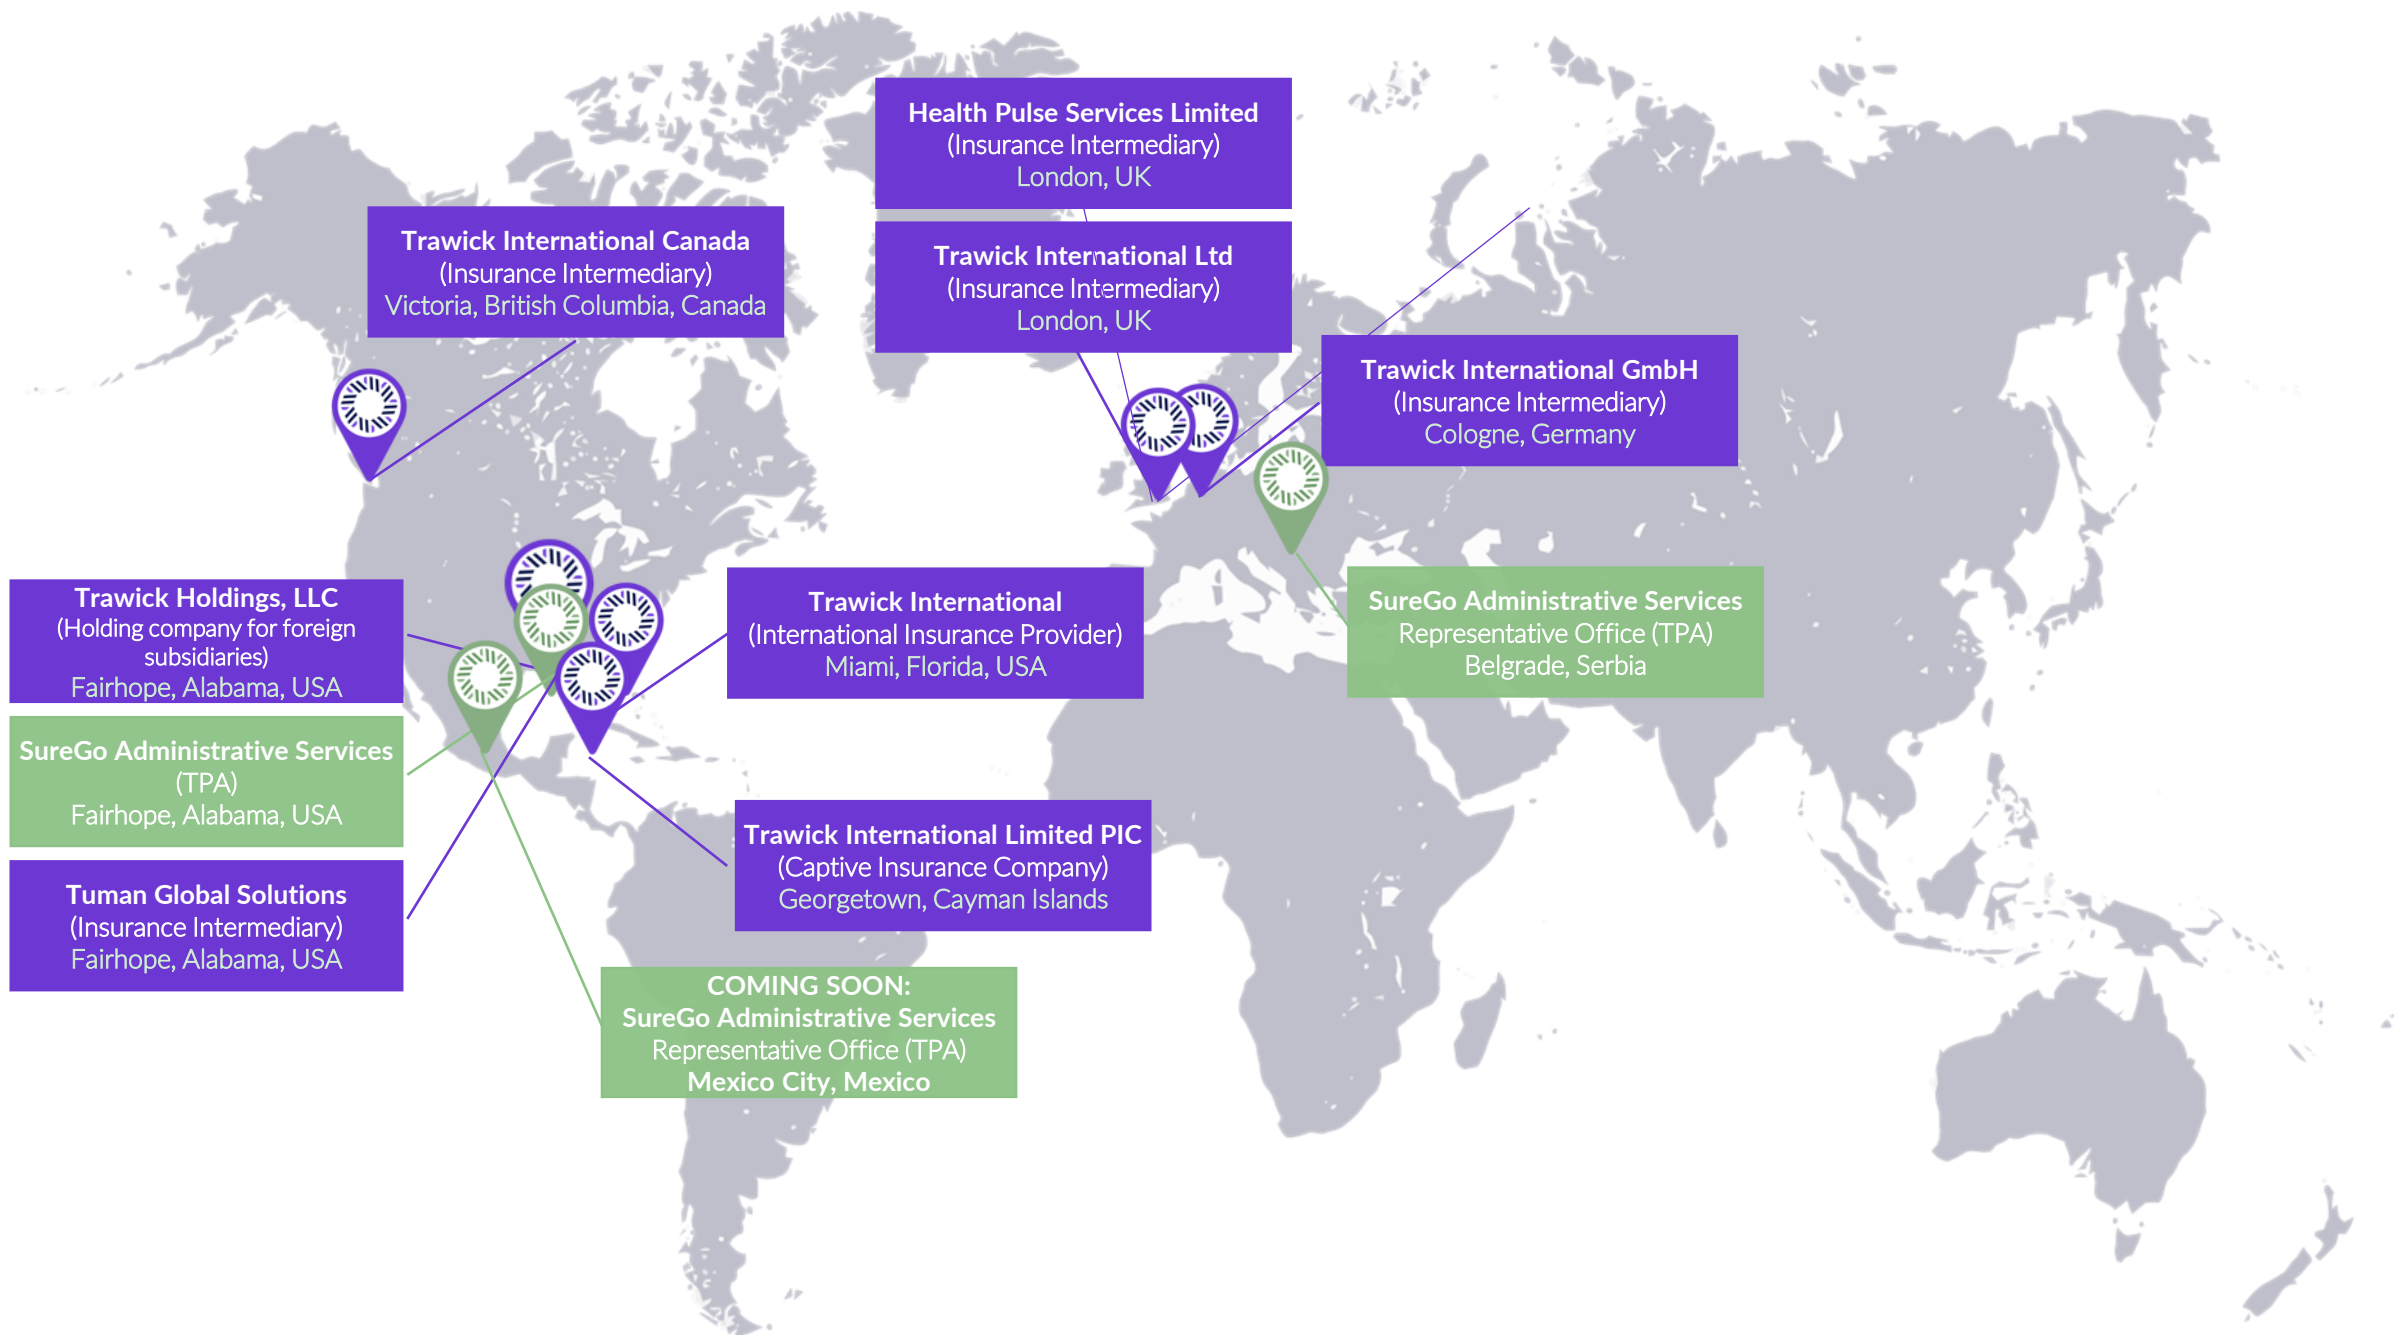 Health Pulse Services Limited
(Insurance Intermediary)
London, UK
Trawick International Canada
(Insurance Intermediary)
Victoria, British Columbia, Canada
Trawick International Ltd
(Insurance Intermediary)
London, UK
Trawick International GmbH
(Insurance Intermediary)
Cologne, Germany
Trawick Holdings, LLC
(Holding company for foreign
subsidiaries)
Fairhope, Alabama, USA
Trawick International
(International Insurance Provider)
Miami, Florida, USA
SureGo Administrative Services
Representative Office (TPA)
Belgrade, Serbia
SureGo Administrative Services
(TPA)
Fairhope, Alabama, USA
Trawick International Limited PIC
(Captive Insurance Company)
Georgetown, Cayman Islands
Tuman Global Solutions
(Insurance Intermediary)
Fairhope, Alabama, USA
COMING SOON:
SureGo Administrative Services
Representative Office (TPA)
Mexico City, Mexico